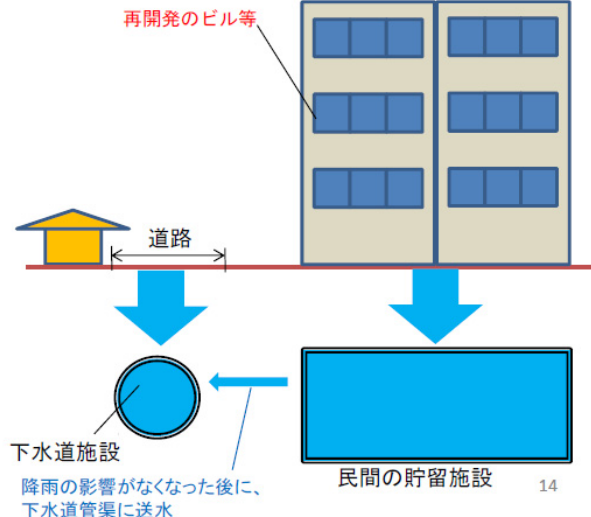 再開発のビル等
道路
下水道施設
降雨の影響がなくなった後に、
下水道管渠に送水
民間の貯留施設
14